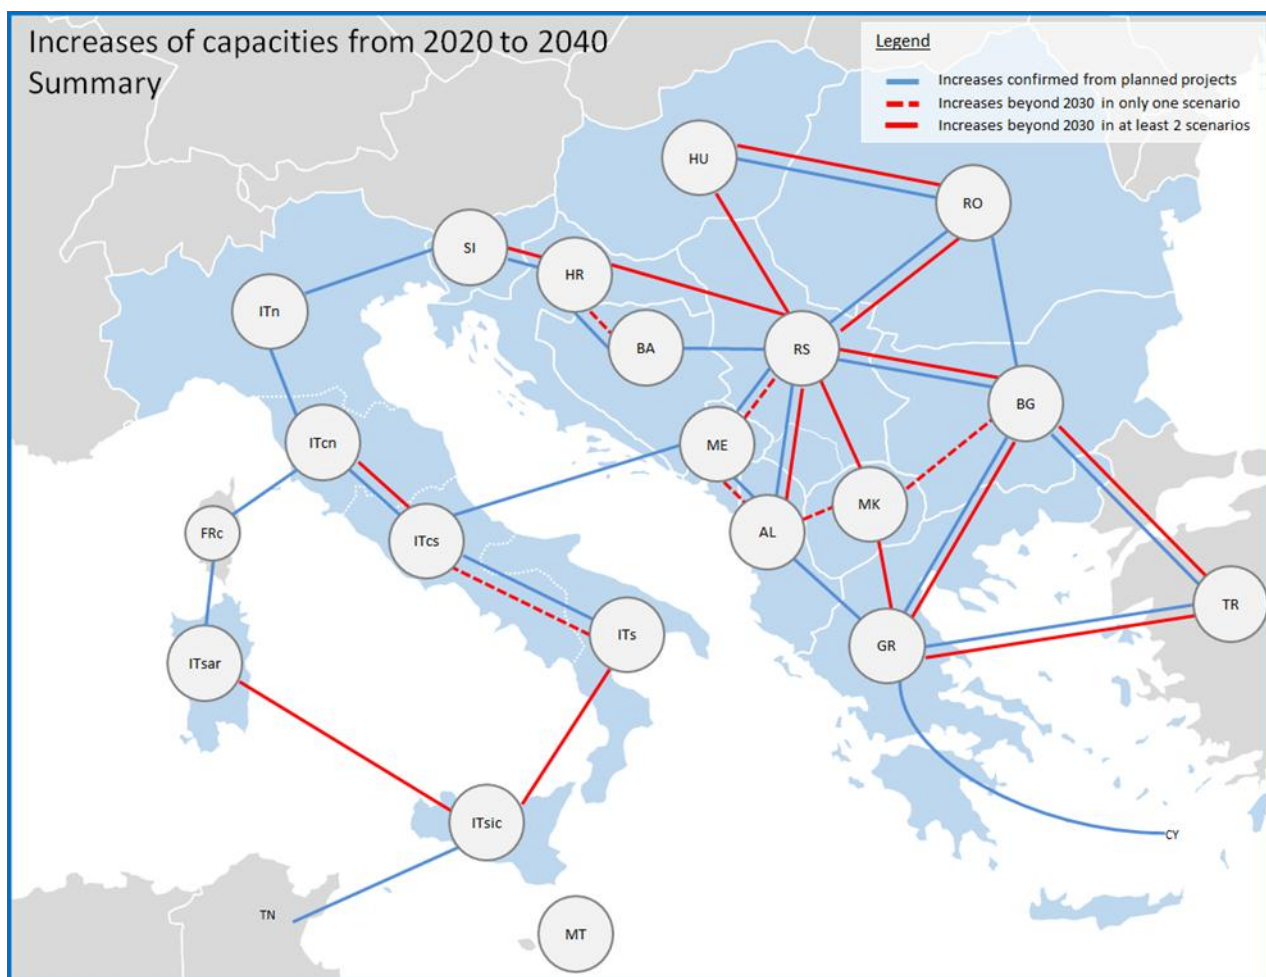 Increases of capacities from 2020 to 2040
Summary
Legend
Increases confirmed from planned projects
Increases beyond 2030 in only one scenario
Increases beyond 2030 in at least 2 scenarios
HU
RO
SI
HR
ITn
BA
RS
BG
ITcn
ME
MK
FRc
ITcs
AL
TR
ITs
GR
ITsar
ITsic
CY
TN
MT